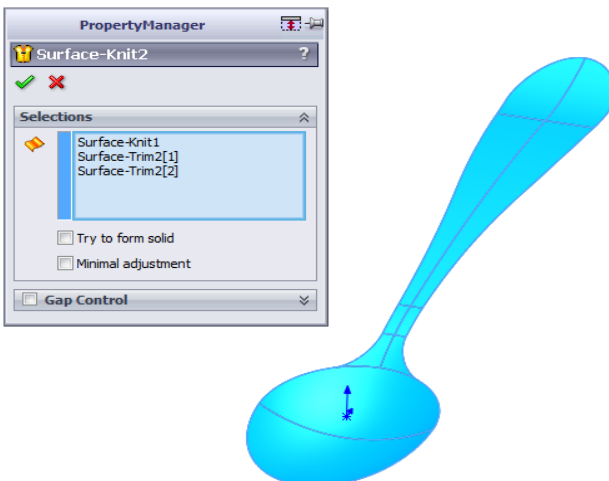 PropertyManager
Surface-Knit2 ?
Selections
Surface-Knit1
Surface-Trim2[1]
Surface-Trim2[2]
Try to form solid
Minimal adjustment
Gap Control